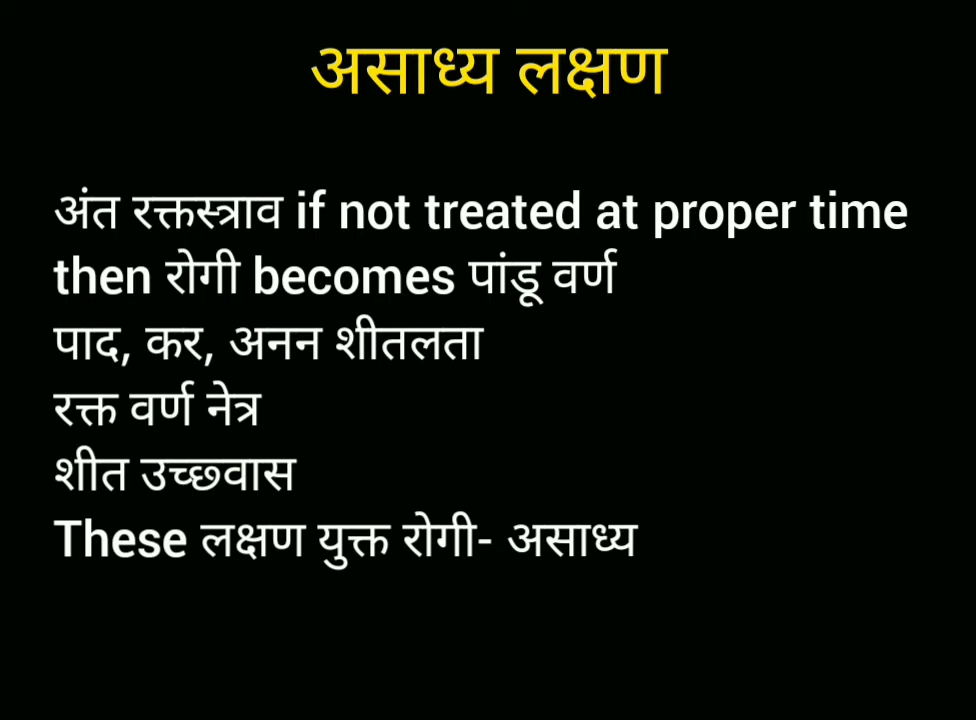 असाध्य लक्षण
अंत रक्तस्त्राव if not treated at proper time
then रोगी becomes पांडू वर्ण
पाद, कर, अनन शीतलता
रक्त वर्ण नेत्र
शीत उच्छ्वास
These लक्षण युक्त रोगी- असाध्य